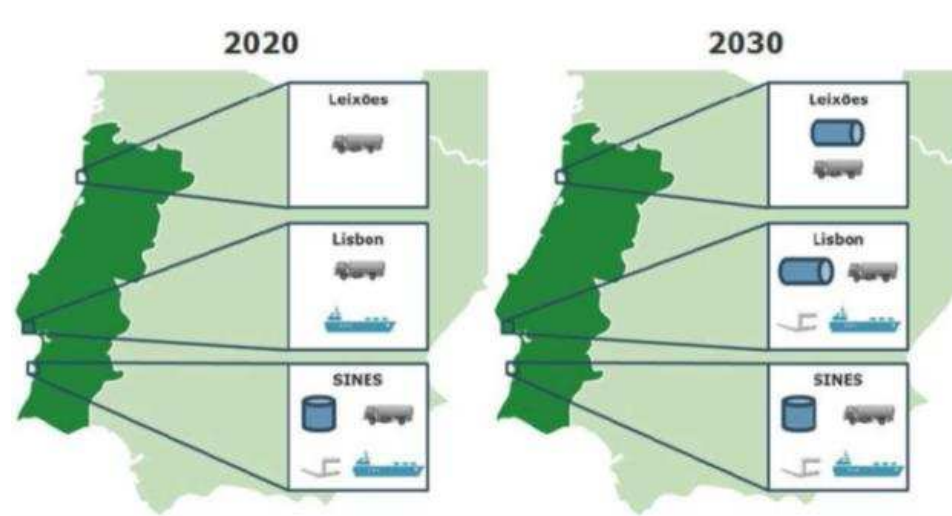 2020
2030
Leixões
Lisbon
SINES
Leixões
Lisbon
SINES